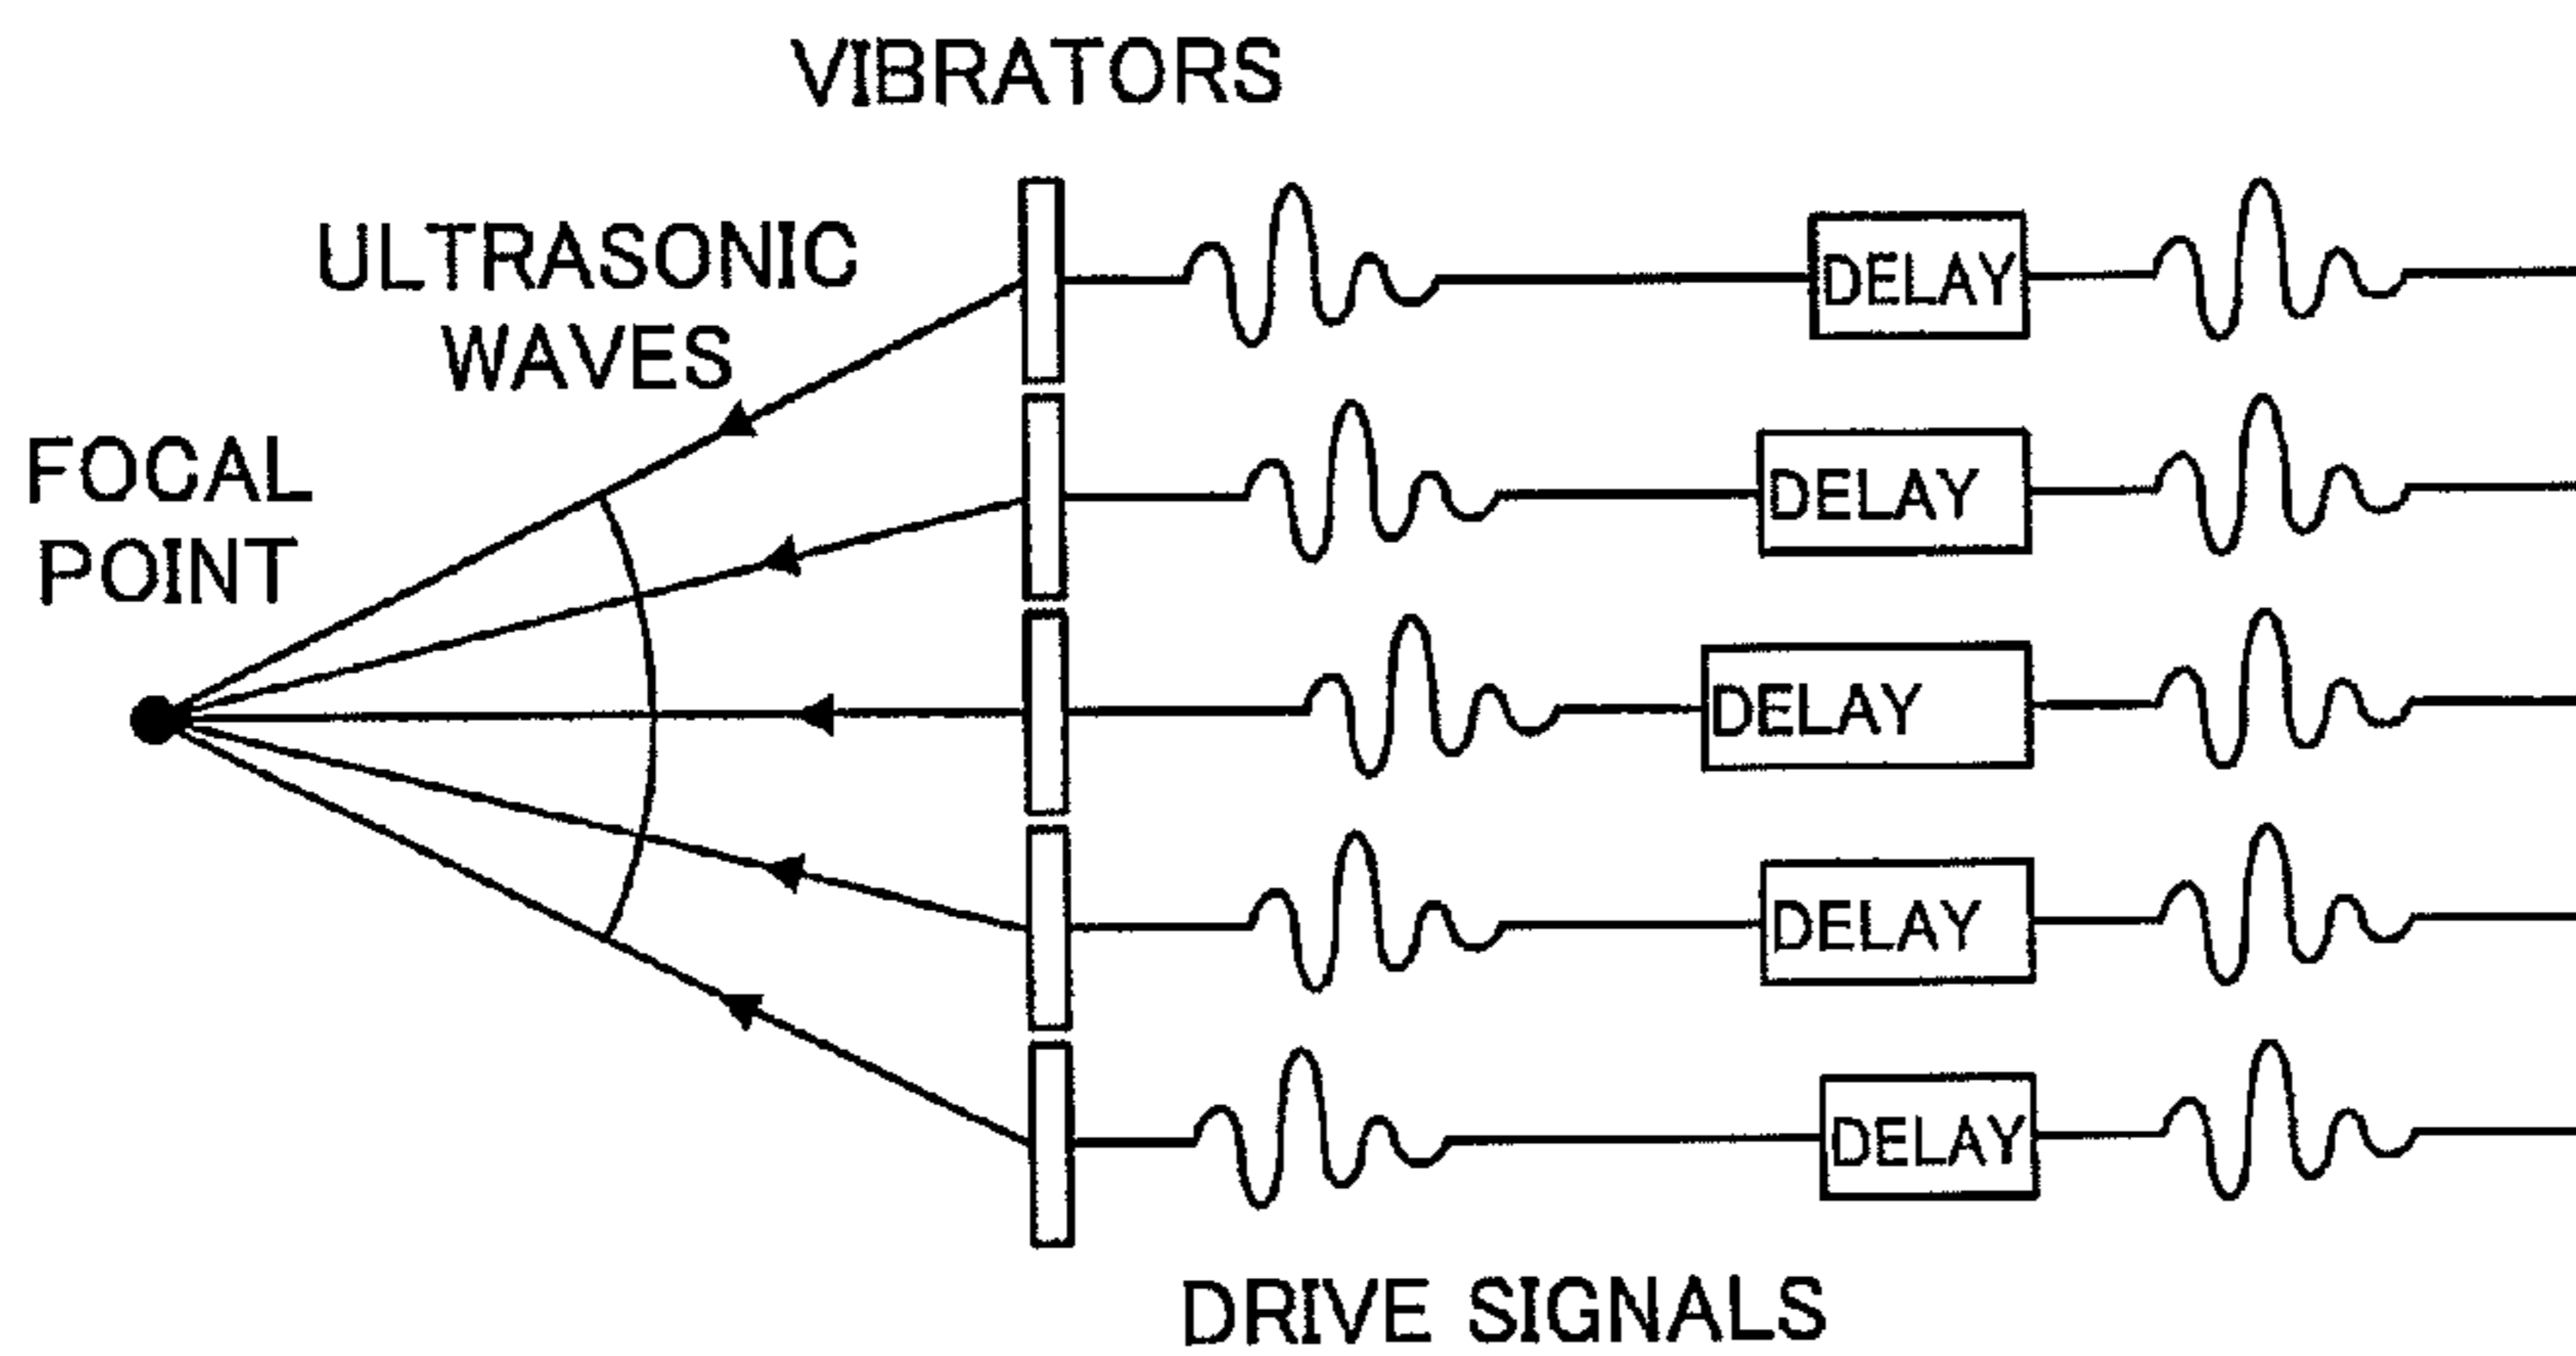 VIBRATORS
ULTRASONIC
WAVES
FOCAL
POINT
DELAY
DELAY
DELAY
DELAY
DELAY
DRIVE SIGNALS